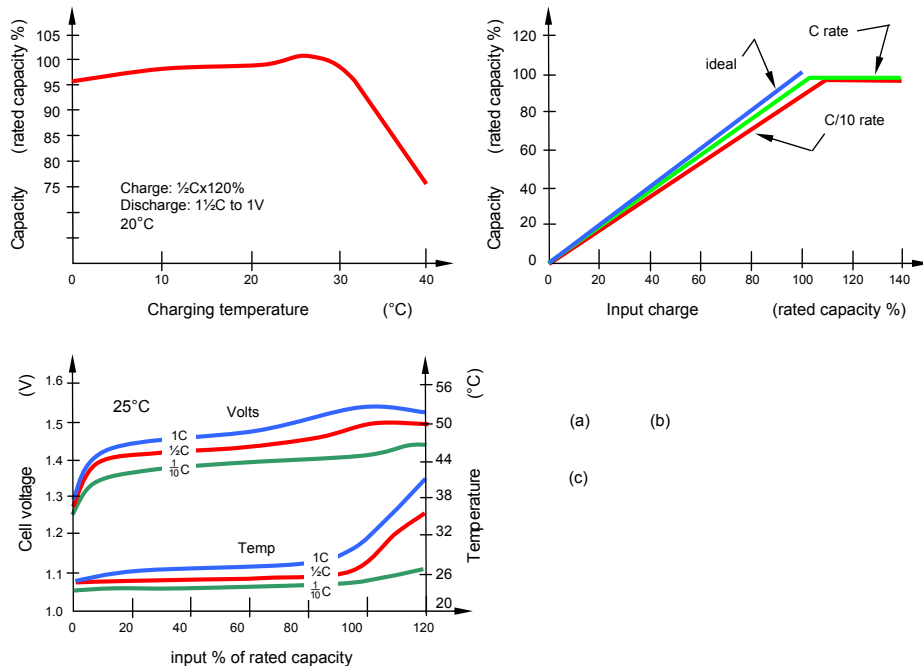 Capacity (rated capacity %)
105
100
95
90
85
80
75
Charge: ½Cx120%
Discharge: 1½C to 1V
20°C
0 10 20 30 40
Charging temperature (°C)
Capacity (rated capacity %)
120
100
80
60
40
20
0
ideal
C rate
C/10 rate
0 20 40 60 80 100 120 140
Input charge (rated capacity %)
Cell voltage (V)
1.6
1.5
1.4
1.3
1.2
1.1
1.0
25°C
Volts
1C
½C
1/10C
Temp
1C
½C
1/10C
(°C)
Temperature
56
50
44
38
32
26
20
0 20 40 60 80 100 120
input % of rated capacity
(a) (b)
(c)